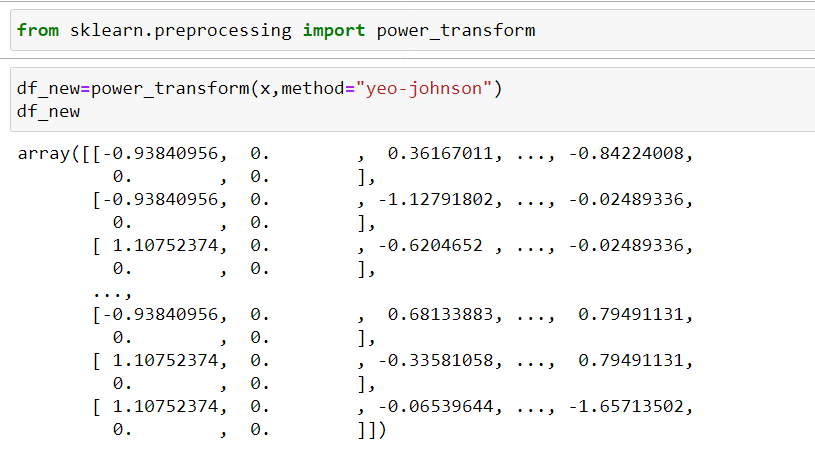 from sklearn.preprocessing import power_transform
df_new=power_transform(x,method="yeo-johnson")
df_new
array([[-0.93840956,  0.        ,  0.36167011, ..., -0.84224008,
         0.        ,  0.        ],
       [-0.93840956,  0.        , -1.12791802, ..., -0.02489336,
         0.        ,  0.        ],
       [ 1.10752374,  0.        , -0.6204652 , ..., -0.02489336,
         0.        ,  0.        ],
       ...,
       [-0.93840956,  0.        ,  0.68133883, ...,  0.79491131,
         0.        ,  0.        ],
       [ 1.10752374,  0.        , -0.33581058, ...,  0.79491131,
         0.        ,  0.        ],
       [ 1.10752374,  0.        , -0.06539644, ..., -1.65713502,
         0.        ,  0.        ]])